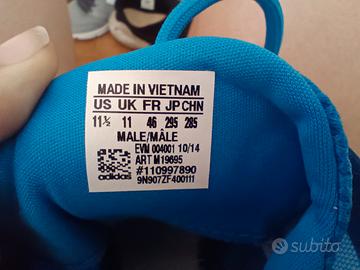 MADE IN VIETNAM
US UK FR JP CHN
11½ 11 46 295 285
MALE/MÂLE
EVM 004001 10/14
ART M19695
#110997890
9N907ZF400111
adidas
subito